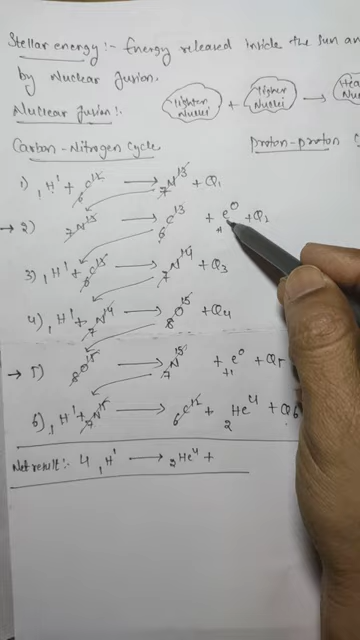 Stellar energy :- Energy released inside the Sun an
by Nuclear fusion.
Nuclear fusion :- Lighter Nuclei + Lighter Nuclei → Hea Nuclei
Carbon-Nitrogen Cycle
Proton-proton C
1) ₁H¹ + ₆C¹² → ₇N¹³ + Q₁
→ 2) ₇N¹³ → ₆C¹³ + ₊₁e⁰ + Q₂
3) ₁H¹ + ₆C¹³ → ₇N¹⁴ + Q₃
4) ₁H¹ + ₇N¹⁴ → ₈O¹⁵ + Q₄
→ 5) ₈O¹⁵ → ₇N¹⁵ + ₊₁e⁰ + Q₅
6) ₁H¹ + ₇N¹⁵ → ₆C¹² + ₂He⁴ + Q₆
Net result :- 4 ₁H¹ → ₂He⁴ +